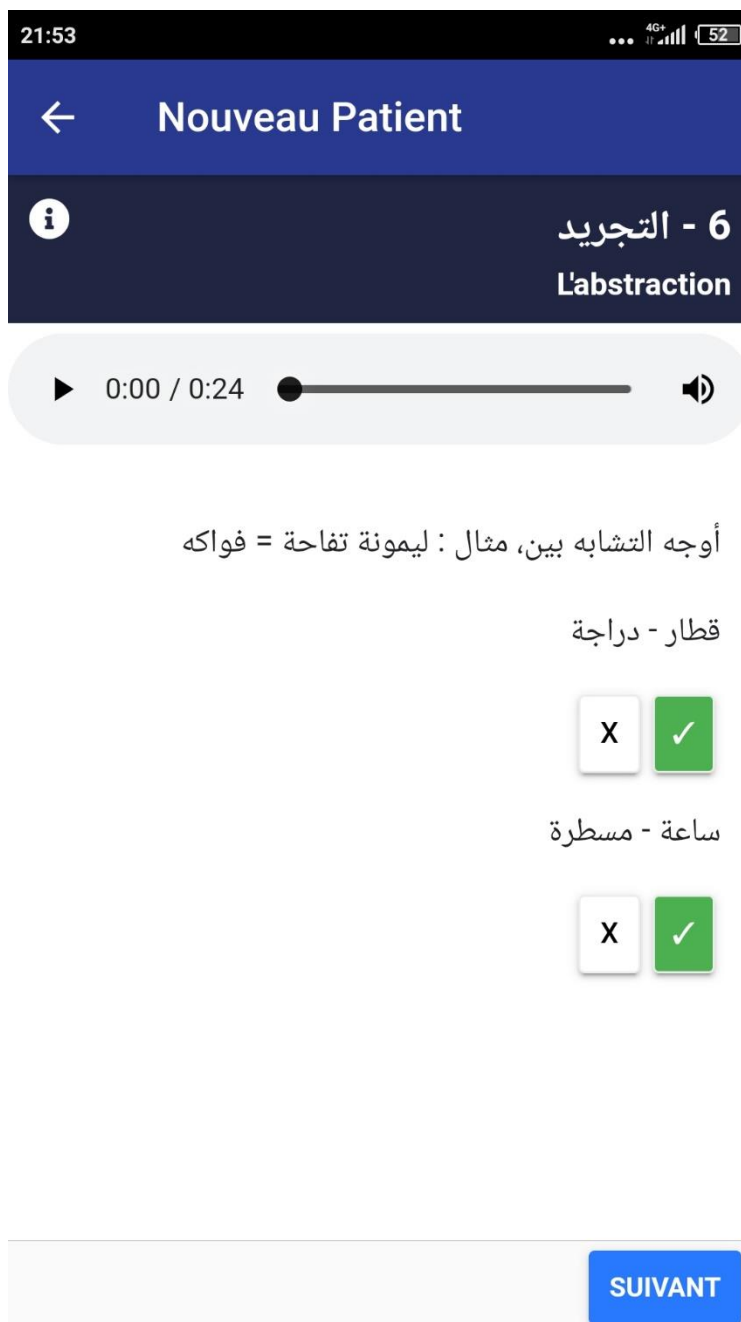 21:53
4G+ 52
Nouveau Patient
6 - التجريد
L'abstraction
0:00 / 0:24
أوجه التشابه بين، مثال : ليمونة تفاحة = فواكه
قطار - دراجة
X ✓
ساعة - مسطرة
X ✓
SUIVANT